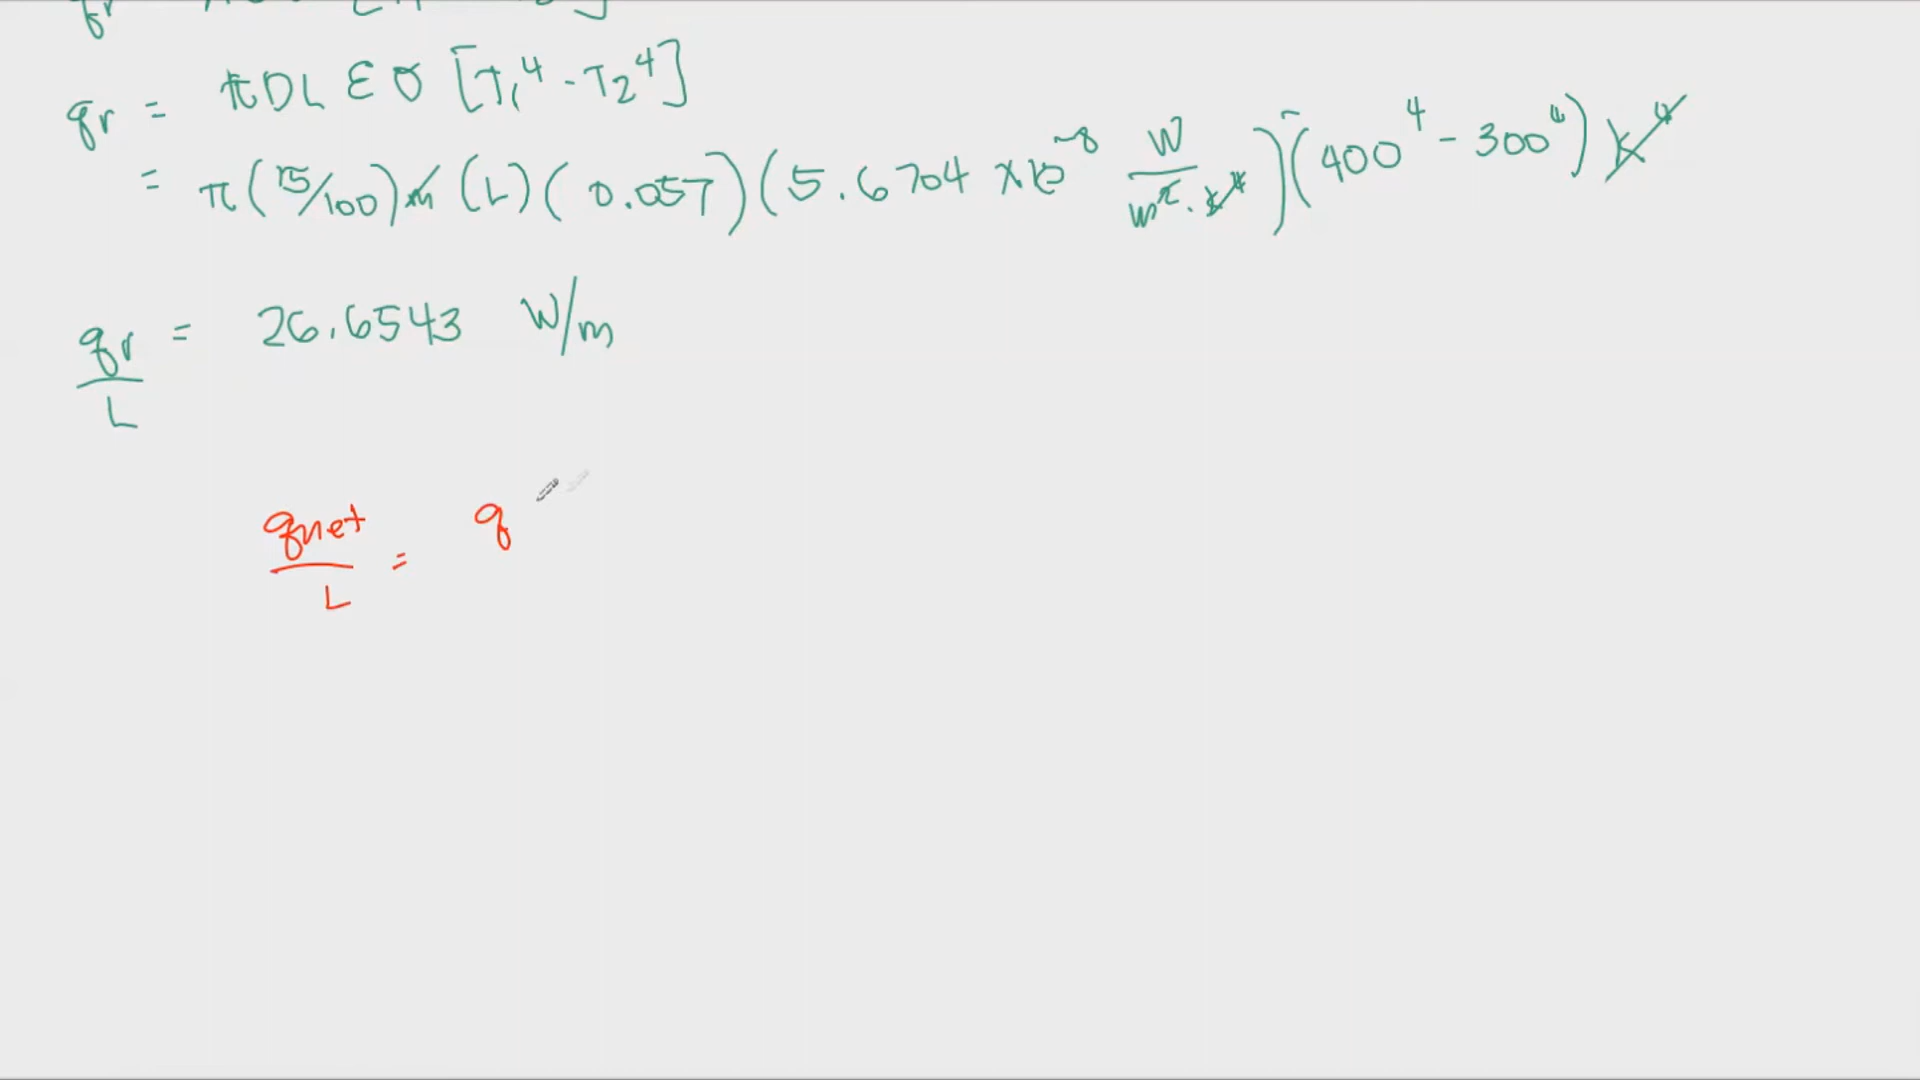 qr = πDL ε σ [T₁⁴ - T₂⁴]
= π(15/100)m (L)(0.057)(5.6704 x10⁻⁸ W/m²·K⁴)(400⁴ - 300⁴) K⁴
qr/L = 26.6543 W/m
qnet/L = q